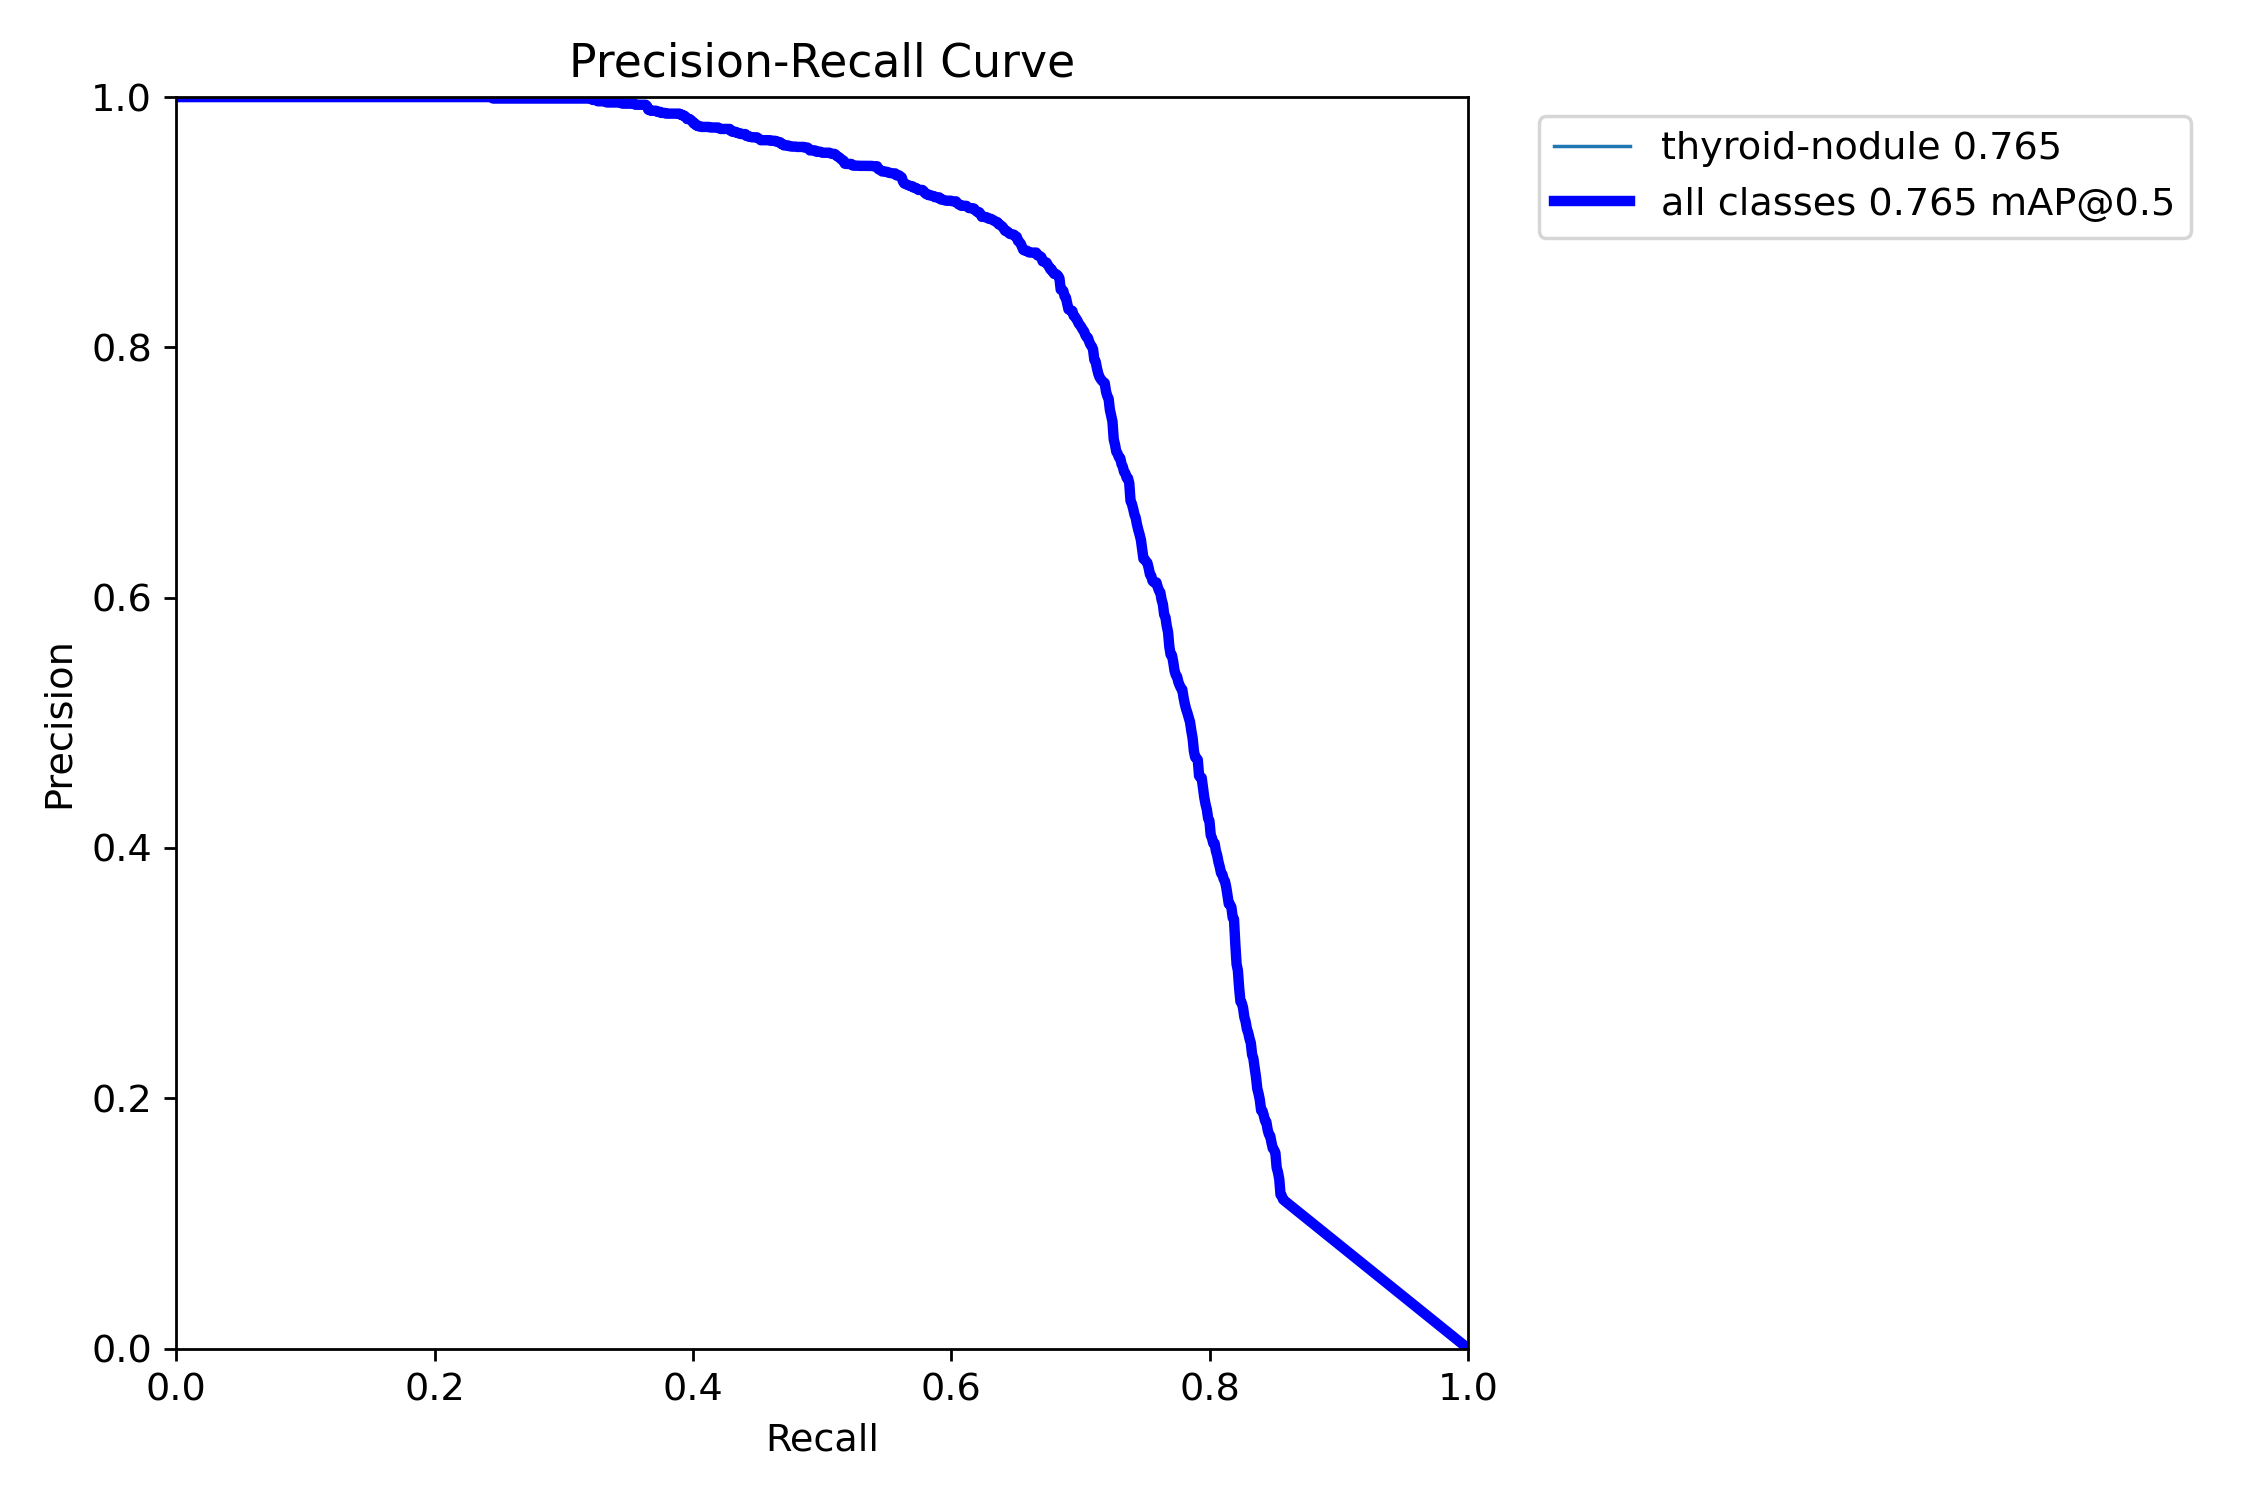 Precision-Recall Curve
1.0
0.8
0.6
0.4
0.2
0.0
Precision
0.0 0.2 0.4 0.6 0.8 1.0
Recall
thyroid-nodule 0.765
all classes 0.765 mAP@0.5